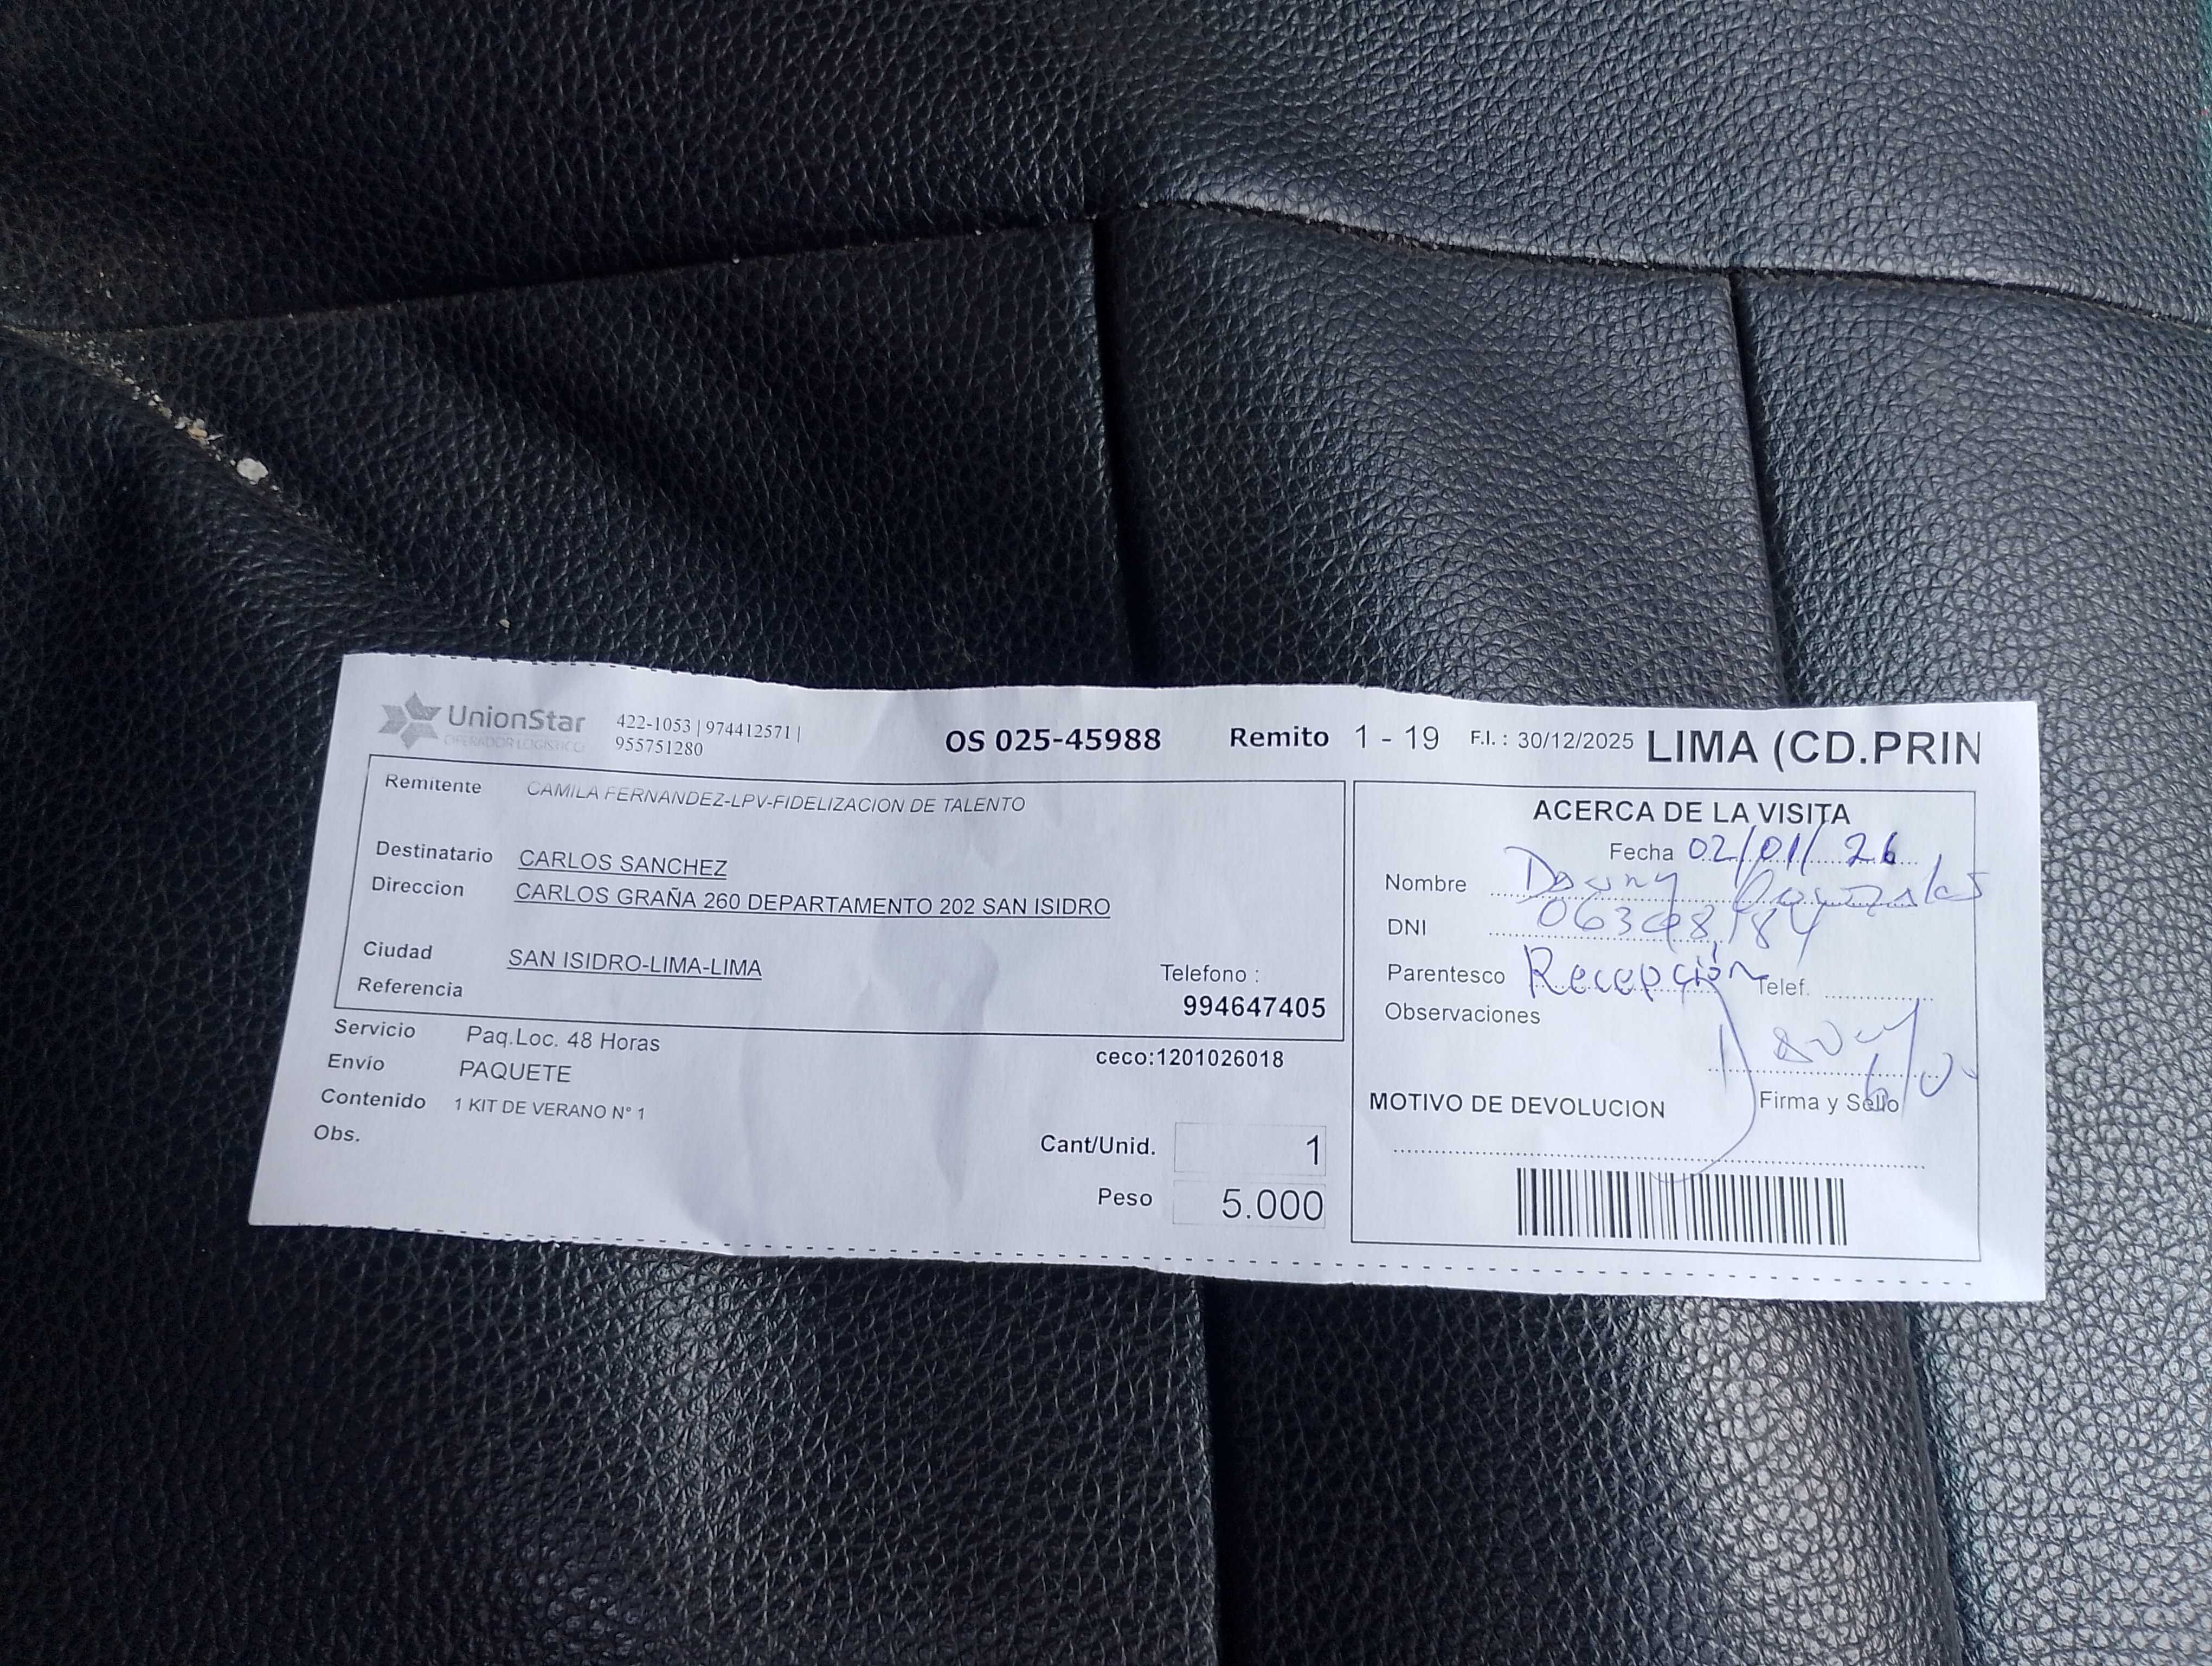 UnionStar
OPERADOR LOGISTICO
422-1053 | 974412571 |
955751280
OS 025-45988
Remito 1 - 19
F.I. : 30/12/2025
LIMA (CD.PRIN
Remitente CAMILA FERNANDEZ-LPV-FIDELIZACION DE TALENTO
Destinatario CARLOS SANCHEZ
Direccion CARLOS GRAÑA 260 DEPARTAMENTO 202 SAN ISIDRO
Ciudad SAN ISIDRO-LIMA-LIMA
Referencia
Telefono :
994647405
Servicio Paq.Loc. 48 Horas
ceco:1201026018
Envío PAQUETE
Contenido 1 KIT DE VERANO N° 1
Obs.
Cant/Unid. 1
Peso 5.000
ACERCA DE LA VISITA
Fecha 02/01/26
Nombre
DNI
Parentesco Recepción Telef.
Observaciones
Firma y Sello
MOTIVO DE DEVOLUCION